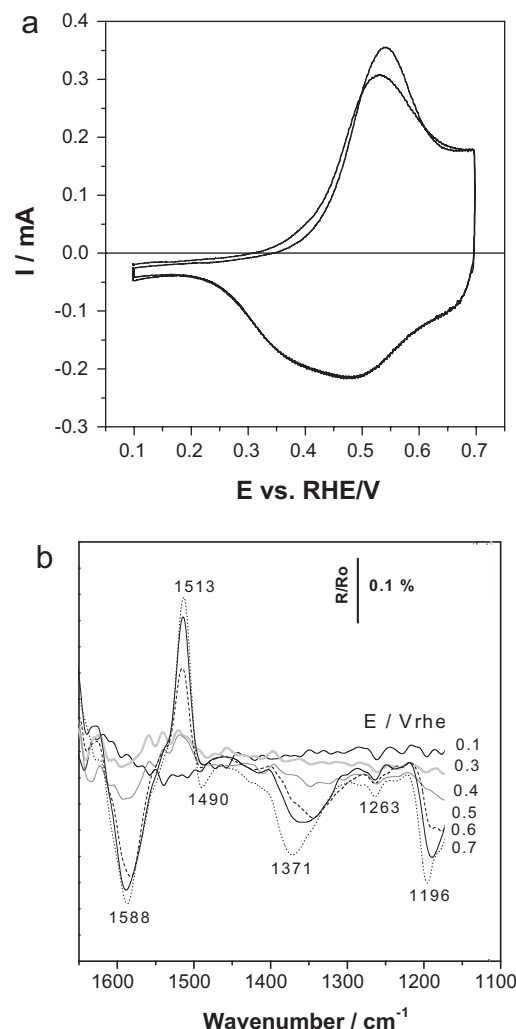 a
0.4
0.3
0.2
0.1
0.0
-0.1
-0.2
-0.3
I / mA
0.1 0.2 0.3 0.4 0.5 0.6 0.7
E vs. RHE/V
b
1513
R/Ro
0.1 %
E / Vrhe
0.1
0.3
0.4
0.5
0.6
0.7
1490
1263
1371
1588
1196
1600 1500 1400 1300 1200 1100
Wavenumber / cm⁻¹